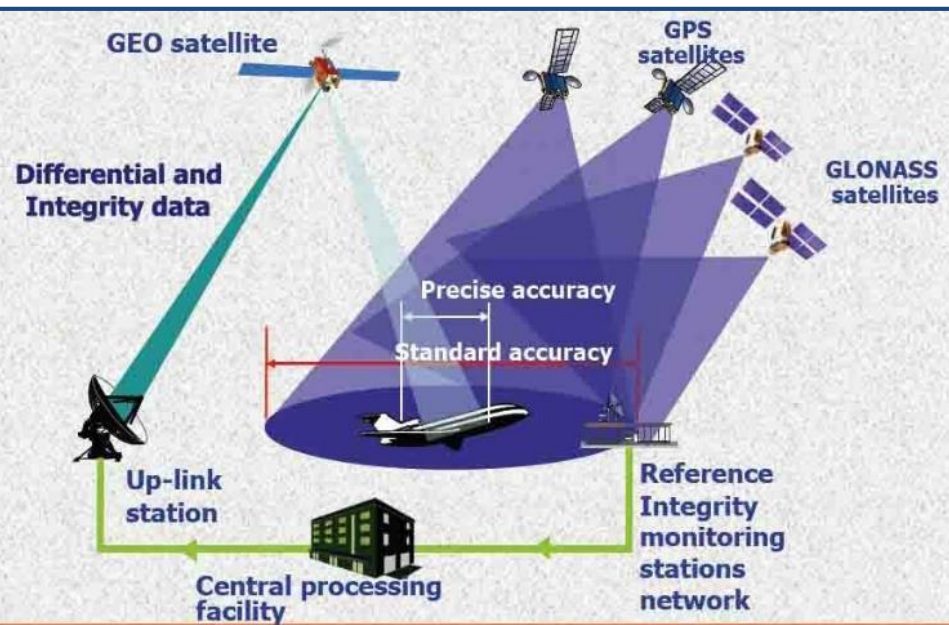 GEO satellite
GPS
satellites
GLONASS
satellites
Differential and
Integrity data
Precise accuracy
Standard accuracy
Up-link
station
Central processing
facility
Reference
Integrity
monitoring
stations
network